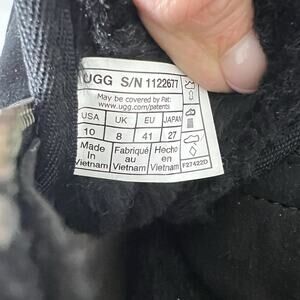 UGG S/N 1122677
May be covered by Pat:
www.ugg.com/patents
USA UK EU JAPAN
10 8 41 27
Made In Vietnam Fabriqué au Vietnam Hecho en Vietnam
F27422D